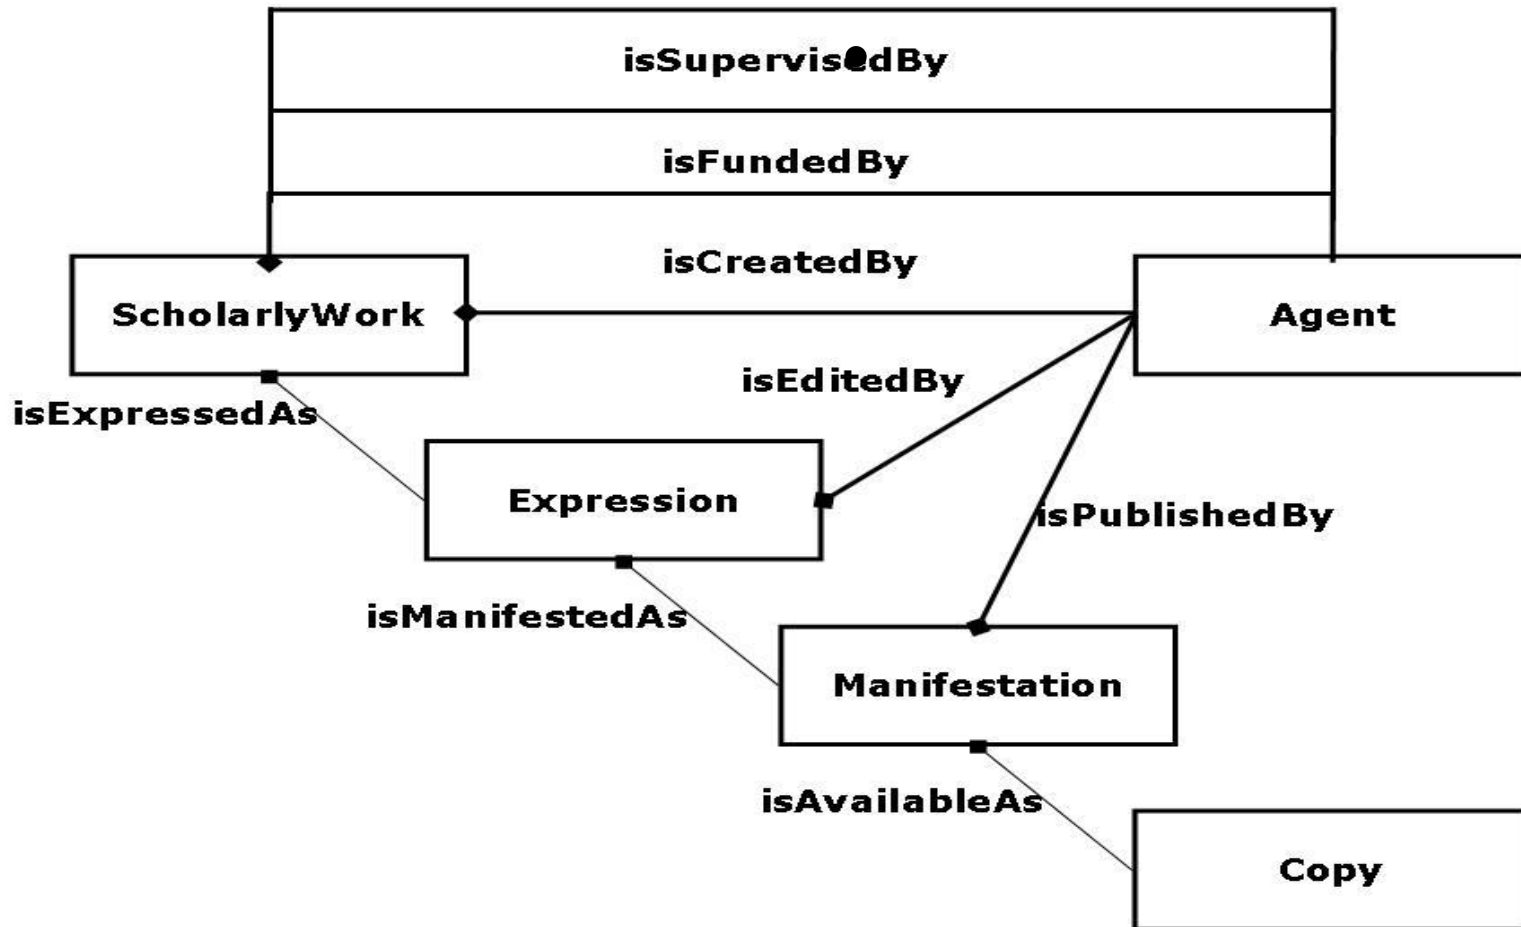 isSupervisedBy
isFundedBy
isCreatedBy
ScholarlyWork
Agent
isEditedBy
isExpressedAs
Expression
isPublishedBy
isManifestedAs
Manifestation
isAvailableAs
Copy